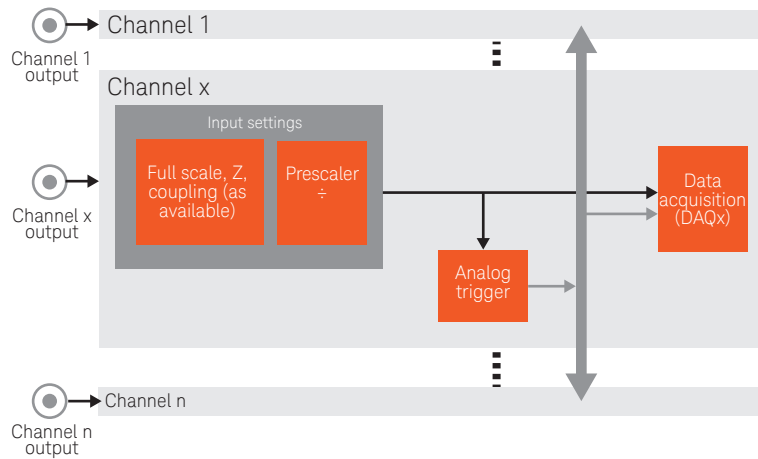 Channel 1
Channel 1
output
Channel x
Input settings
Full scale, Z,
coupling (as
available)
Prescaler
÷
Channel x
output
Data
acquisition
(DAQx)
Analog
trigger
Channel n
Channel n
output